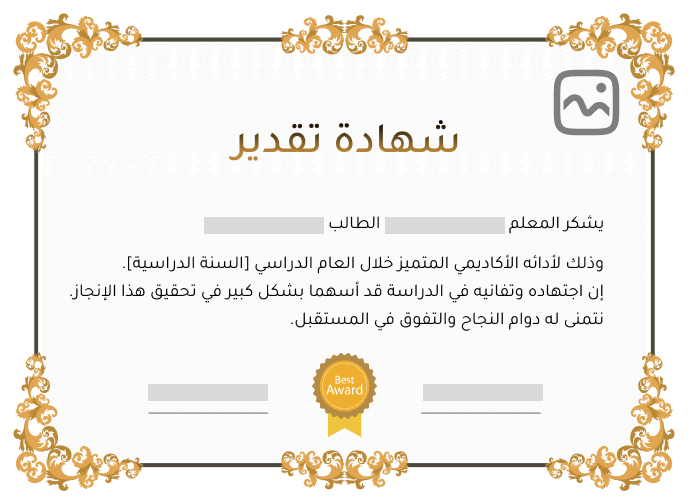 شهادة تقدير
يشكر المعلم الطالب
وذلك لأدائه الأكاديمي المتميز خلال العام الدراسي [السنة الدراسية].
إن اجتهاده وتفانيه في الدراسة قد أسهما بشكل كبير في تحقيق هذا الإنجاز.
نتمنى له دوام النجاح والتفوق في المستقبل.
Best
Award